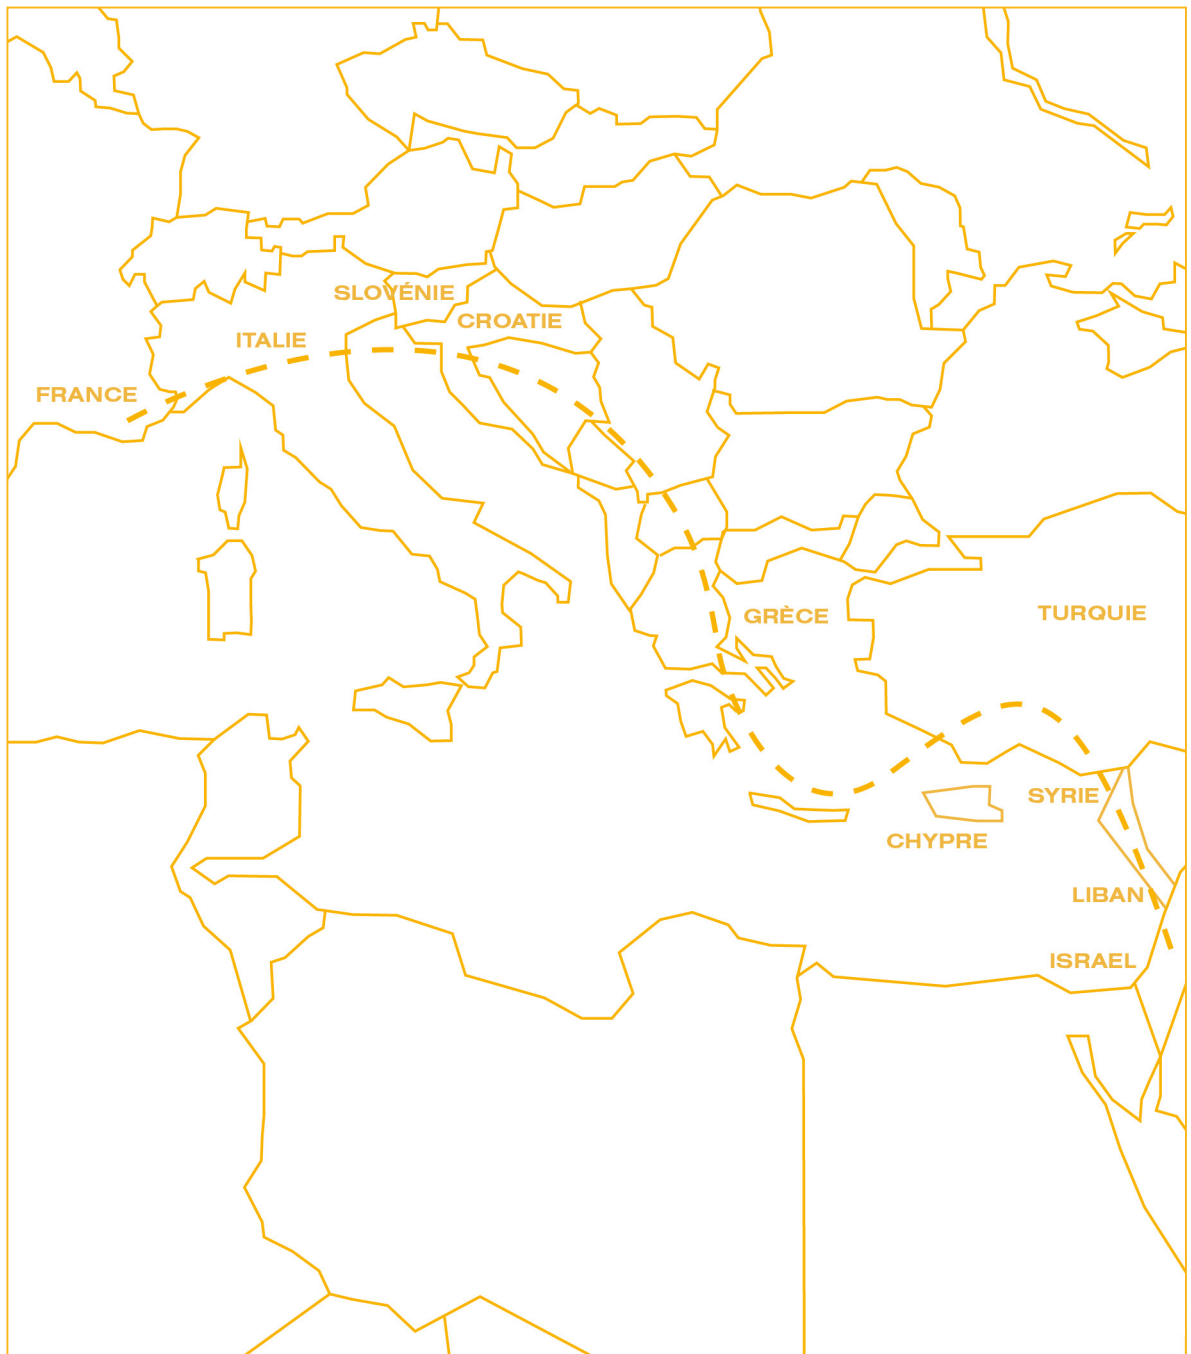 SLOVÉNIE
CROATIE
ITALIE
FRANCE
GRÈCE
TURQUIE
SYRIE
CHYPRE
LIBAN
ISRAEL